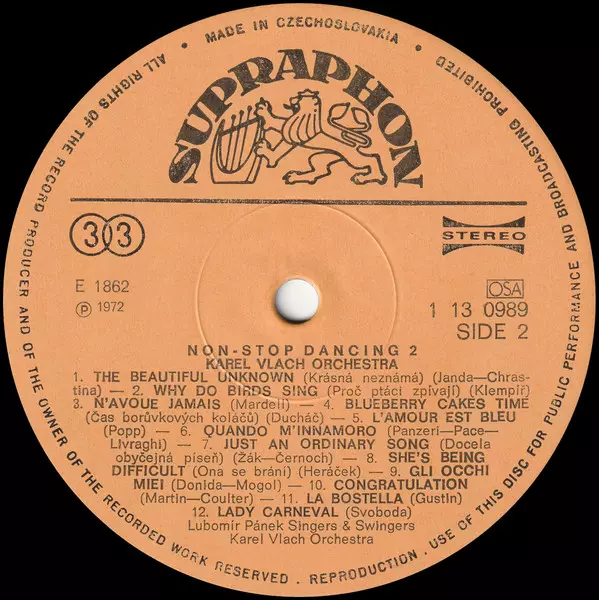 MADE IN CZECHOSLOVAKIA • ALL RIGHTS OF THE RECORD PRODUCER AND OF THE OWNER OF THE RECORDED WORK RESERVED . REPRODUCTION . USE OF THIS DISC FOR PUBLIC PERFORMANCE AND BROADCASTING PROHIBITED •
SUPRAPHON
33
STEREO
E 1862
OSA
℗ 1972
1 13 0989
SIDE 2
NON-STOP DANCING 2
KAREL VLACH ORCHESTRA
1. THE BEAUTIFUL UNKNOWN (Krásná neznámá) (Janda—Chras-
tina) — 2. WHY DO BIRDS SING (Proč ptáci zpívají) (Klempíř)
3. N'AVOUE JAMAIS (Mardell) — 4. BLUEBERRY CAKES TIME
(Čas borůvkových koláčů) (Ducháč) — 5. L'AMOUR EST BLEU
(Popp) — 6. QUANDO M'INNAMORO (Panzeri—Pace—
Livraghi) — 7. JUST AN ORDINARY SONG (Docela
obyčejná píseň) (Žák—Černoch) — 8. SHE'S BEING
DIFFICULT (Ona se brání) (Heráček) — 9. GLI OCCHI
MIEI (Donida—Mogol) — 10. CONGRATULATION
(Martin—Coulter) — 11. LA BOSTELLA (Gustin)
12. LADY CARNEVAL (Svoboda)
Lubomír Pánek Singers & Swingers
Karel Vlach Orchestra